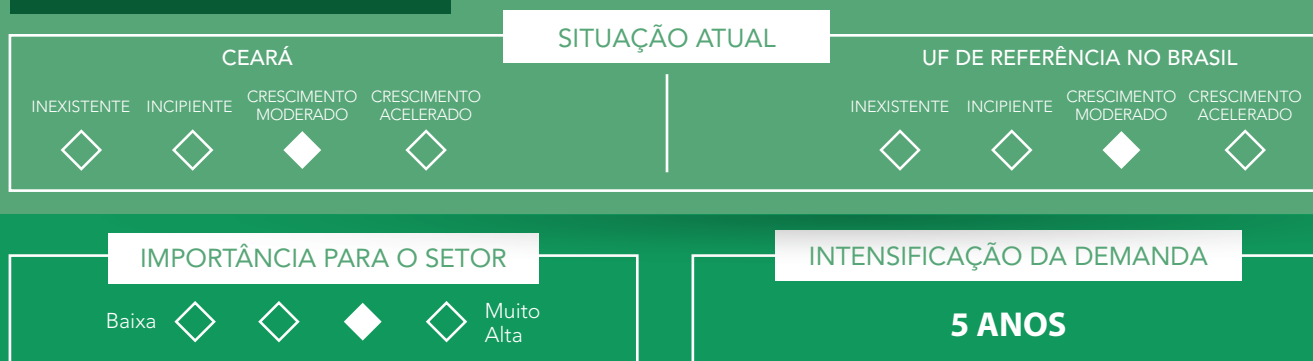 SITUAÇÃO ATUAL
CEARÁ
INEXISTENTE
INCIPIENTE
CRESCIMENTO
MODERADO
CRESCIMENTO
ACELERADO
UF DE REFERÊNCIA NO BRASIL
INEXISTENTE
INCIPIENTE
CRESCIMENTO
MODERADO
CRESCIMENTO
ACELERADO
IMPORTÂNCIA PARA O SETOR
Baixa
Muito
Alta
INTENSIFICAÇÃO DA DEMANDA
5 ANOS